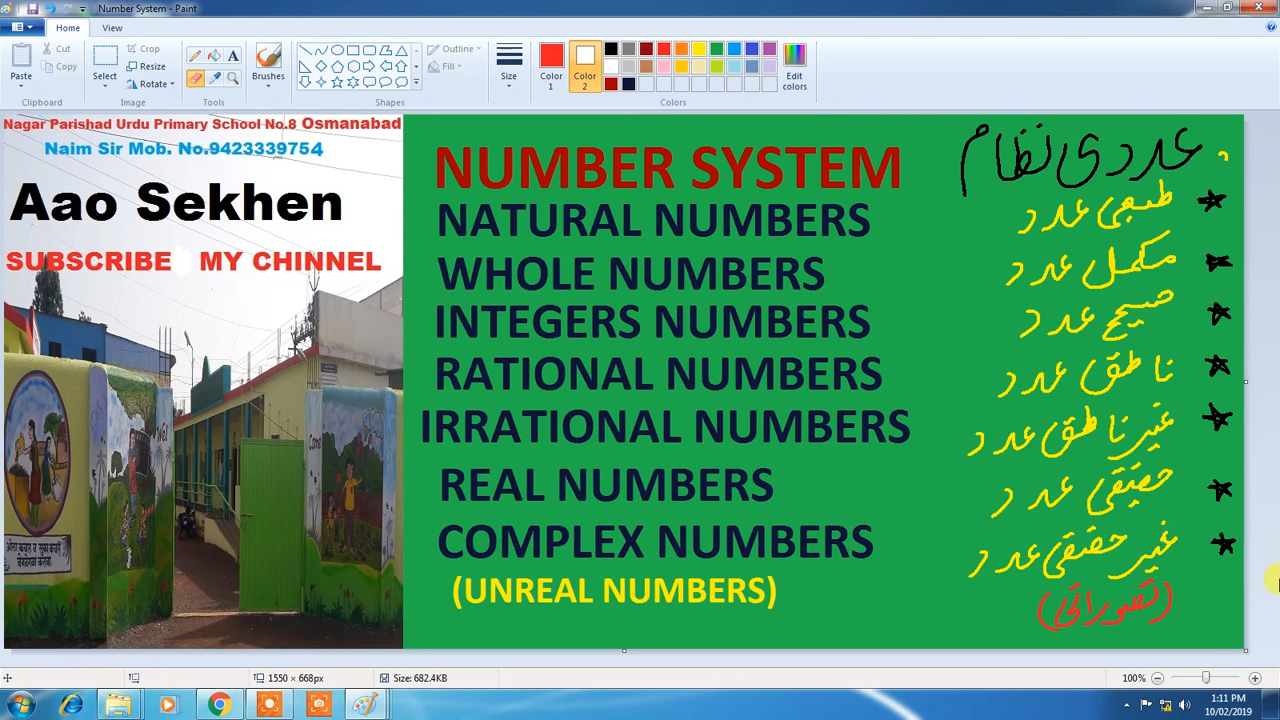 Number System - Paint
Home View
Paste
Cut
Copy
Clipboard
Select
Crop
Resize
Rotate
Image
Tools
Brushes
Shapes
Outline
Fill
Size
Color 1
Color 2
Edit colors
Colors
Nagar Parishad Urdu Primary School No.8 Osmanabad
Naim Sir Mob. No.9423339754
Aao Sekhen
SUBSCRIBE MY CHINNEL
NUMBER SYSTEM عددی نظام
NATURAL NUMBERS طبعی عدد
WHOLE NUMBERS مکمل عدد
INTEGERS NUMBERS صحیح عدد
RATIONAL NUMBERS ناطق عدد
IRRATIONAL NUMBERS غیر ناطق عدد
REAL NUMBERS حقیقی عدد
COMPLEX NUMBERS غیر حقیقی عدد
(UNREAL NUMBERS) (تصوراتی)
1550 × 668px
Size: 682.4KB
100%
1:11 PM
10/02/2019